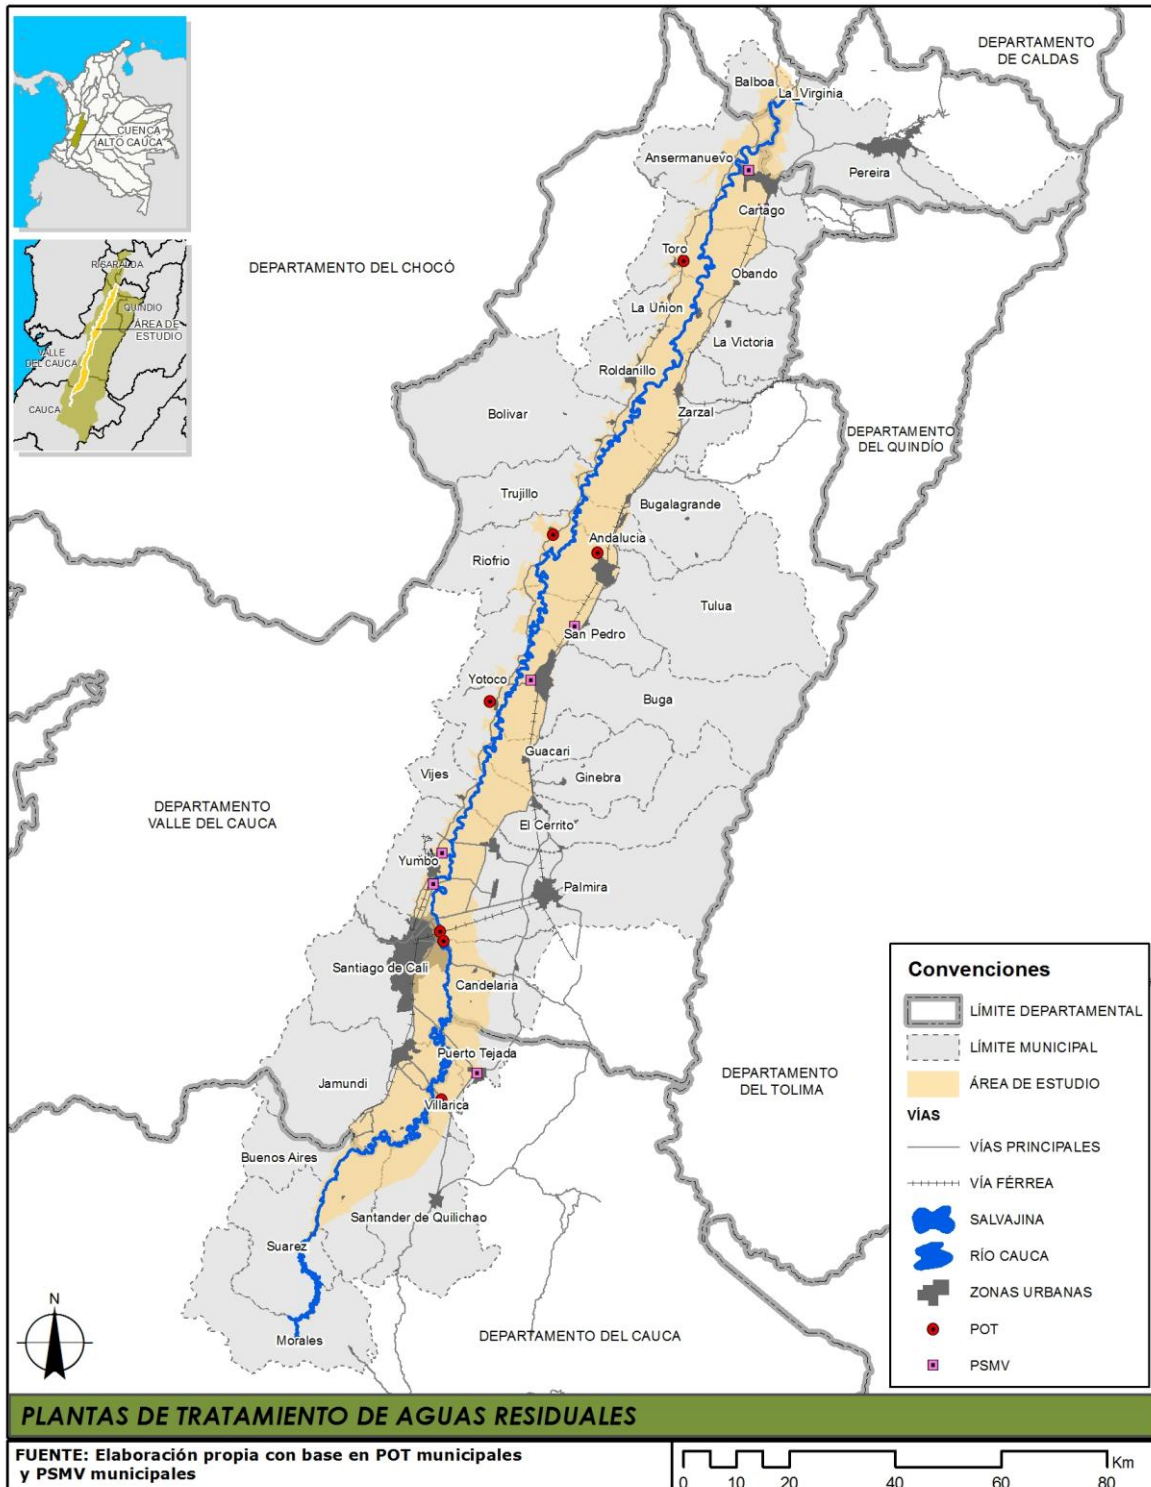 CUENCA
ALTO CAUCA
RISARALDA
QUINDIO
ÁREA DE
ESTUDIO
VALLE
DEL CAUCA
CAUCA
DEPARTAMENTO
DE CALDAS
Balboa
La_Virginia
Ansermanuevo
Pereira
Cartago
Toro
DEPARTAMENTO DEL CHOCÓ
Obando
La Union
La Victoria
Roldanillo
Bolivar
Zarzal
DEPARTAMENTO
DEL QUINDÍO
Trujillo
Bugalagrande
Andalucia
Riofrio
Tulua
San Pedro
Yotoco
Buga
Guacari
Vijes
Ginebra
DEPARTAMENTO
VALLE DEL CAUCA
El Cerrito
Yumbo
Palmira
Santiago de Cali
Candelaria
Puerto Tejada
Jamundi
Villarica
DEPARTAMENTO
DEL TOLIMA
Buenos Aires
Santander de Quilichao
Suarez
Morales
DEPARTAMENTO DEL CAUCA
N
Convenciones
LÍMITE DEPARTAMENTAL
LÍMITE MUNICIPAL
ÁREA DE ESTUDIO
VÍAS
VÍAS PRINCIPALES
VÍA FÉRREA
SALVAJINA
RÍO CAUCA
ZONAS URBANAS
POT
PSMV
PLANTAS DE TRATAMIENTO DE AGUAS RESIDUALES
FUENTE: Elaboración propia con base en POT municipales
y PSMV municipales
Km
0 10 20 40 60 80